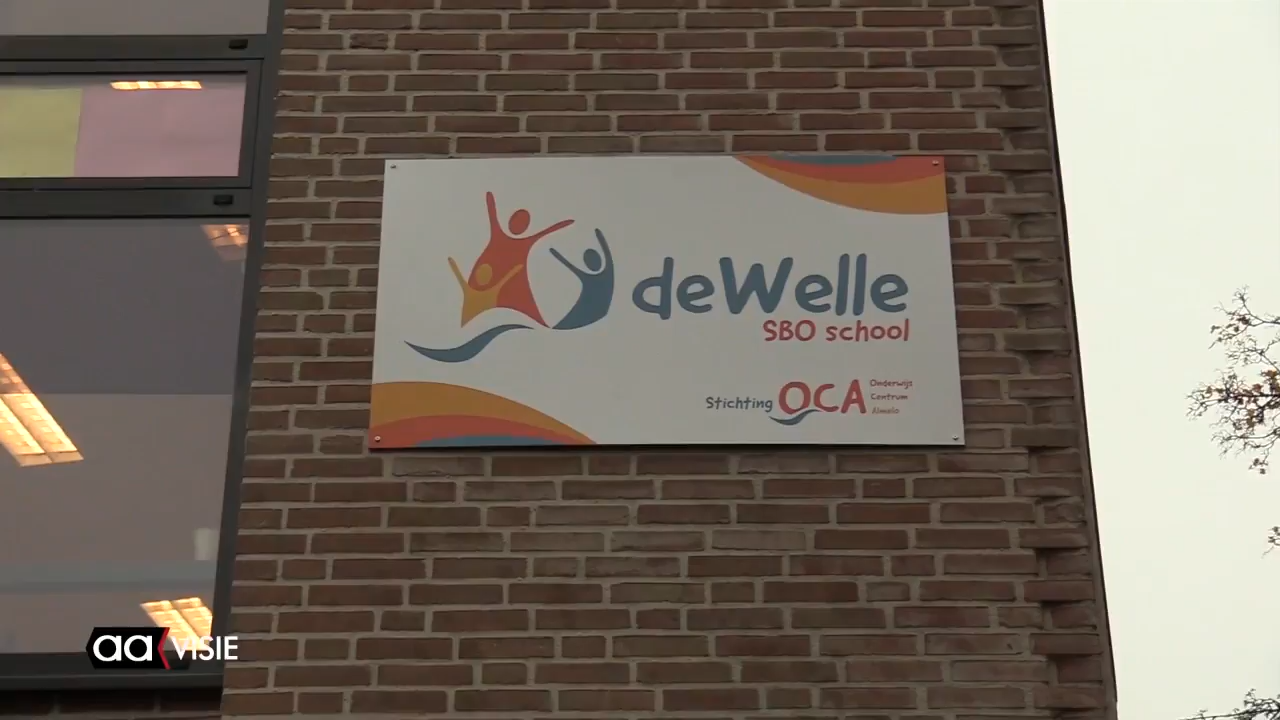 deWelle
SBO school
Stichting OCA
Onderwijs
Centrum
Almelo
aa VISIE